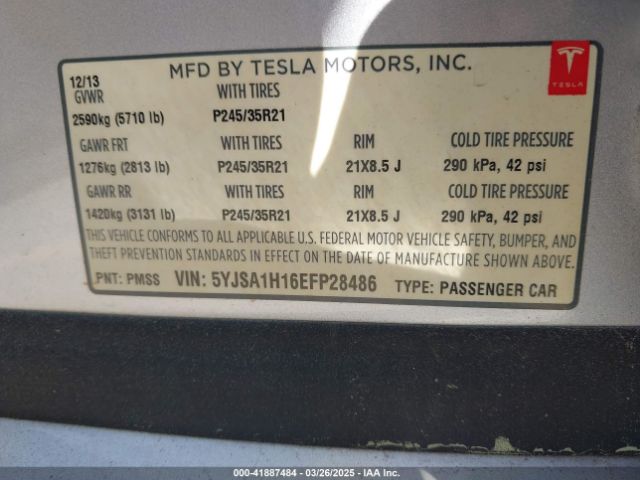 MFD BY TESLA MOTORS, INC.
TESLA
12/13
GVWR WITH TIRES
2590kg (5710 lb) P245/35R21
GAWR FRT WITH TIRES RIM COLD TIRE PRESSURE
1276kg (2813 lb) P245/35R21 21X8.5 J 290 kPa, 42 psi
GAWR RR WITH TIRES RIM COLD TIRE PRESSURE
1420kg (3131 lb) P245/35R21 21X8.5 J 290 kPa, 42 psi
THIS VEHICLE CONFORMS TO ALL APPLICABLE U.S. FEDERAL MOTOR VEHICLE SAFETY, BUMPER, AND
THEFT PREVENTION STANDARDS IN EFFECT ON THE DATE OF MANUFACTURE SHOWN ABOVE.
PNT: PMSS VIN: 5YJSA1H16EFP28486 TYPE: PASSENGER CAR
000-41887484 — 03/26/2025 — IAA Inc.